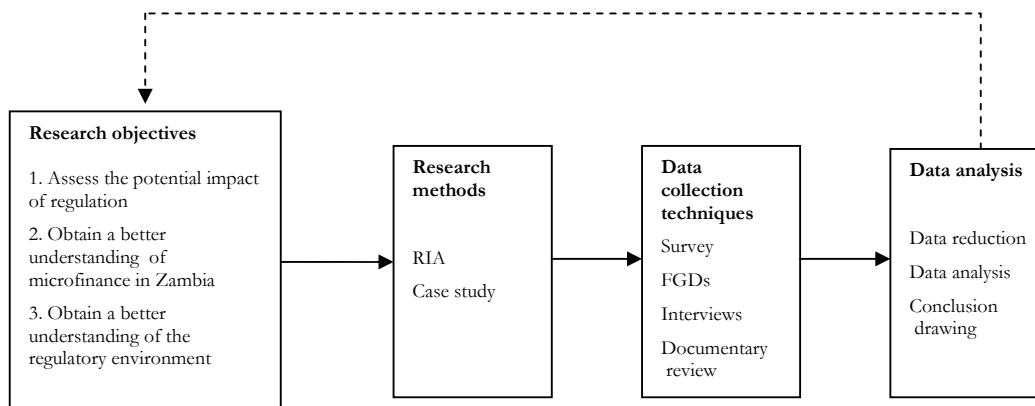 Research objectives
1. Assess the potential impact
of regulation
2. Obtain a better
understanding of
microfinance in Zambia
3. Obtain a better
understanding of the
regulatory environment
Research
methods
RIA
Case study
Data
collection
techniques
Survey
FGDs
Interviews
Documentary
review
Data analysis
Data reduction
Data analysis
Conclusion
drawing